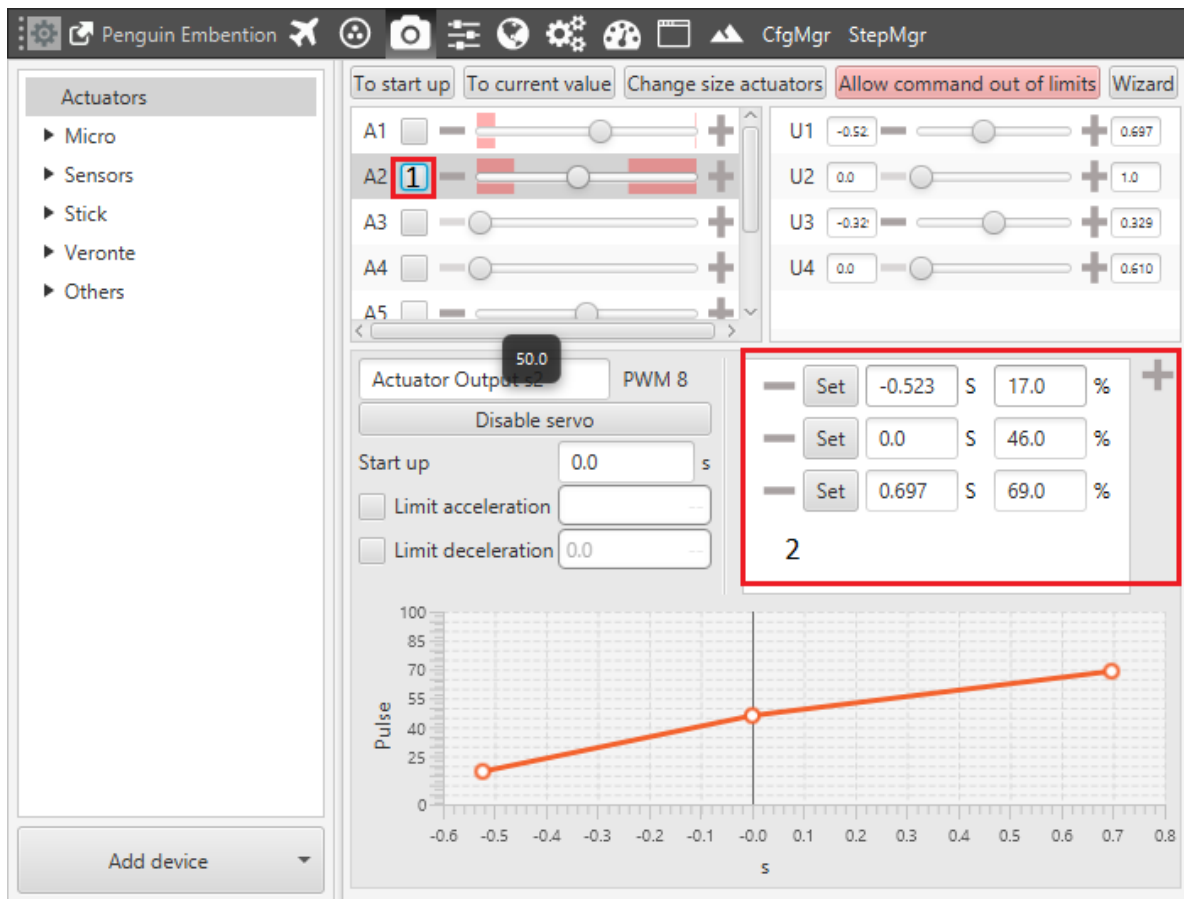 Penguin Embention CfgMgr StepMgr
Actuators
Micro
Sensors
Stick
Veronte
Others
Add device
To start up To current value Change size actuators Allow command out of limits Wizard
A1
A2 1
A3
A4
A5
U1 -0.52 0.697
U2 0.0 1.0
U3 -0.32 0.329
U4 0.0 0.610
50.0
Actuator Output s2 PWM 8
Disable servo
Start up 0.0 s
Limit acceleration --
Limit deceleration 0.0 --
Set -0.523 S 17.0 %
Set 0.0 S 46.0 %
Set 0.697 S 69.0 %
2
100
85
70
55
40
25
0
Pulse
-0.6 -0.5 -0.4 -0.3 -0.2 -0.1 -0.0 0.1 0.2 0.3 0.4 0.5 0.6 0.7 0.8
s